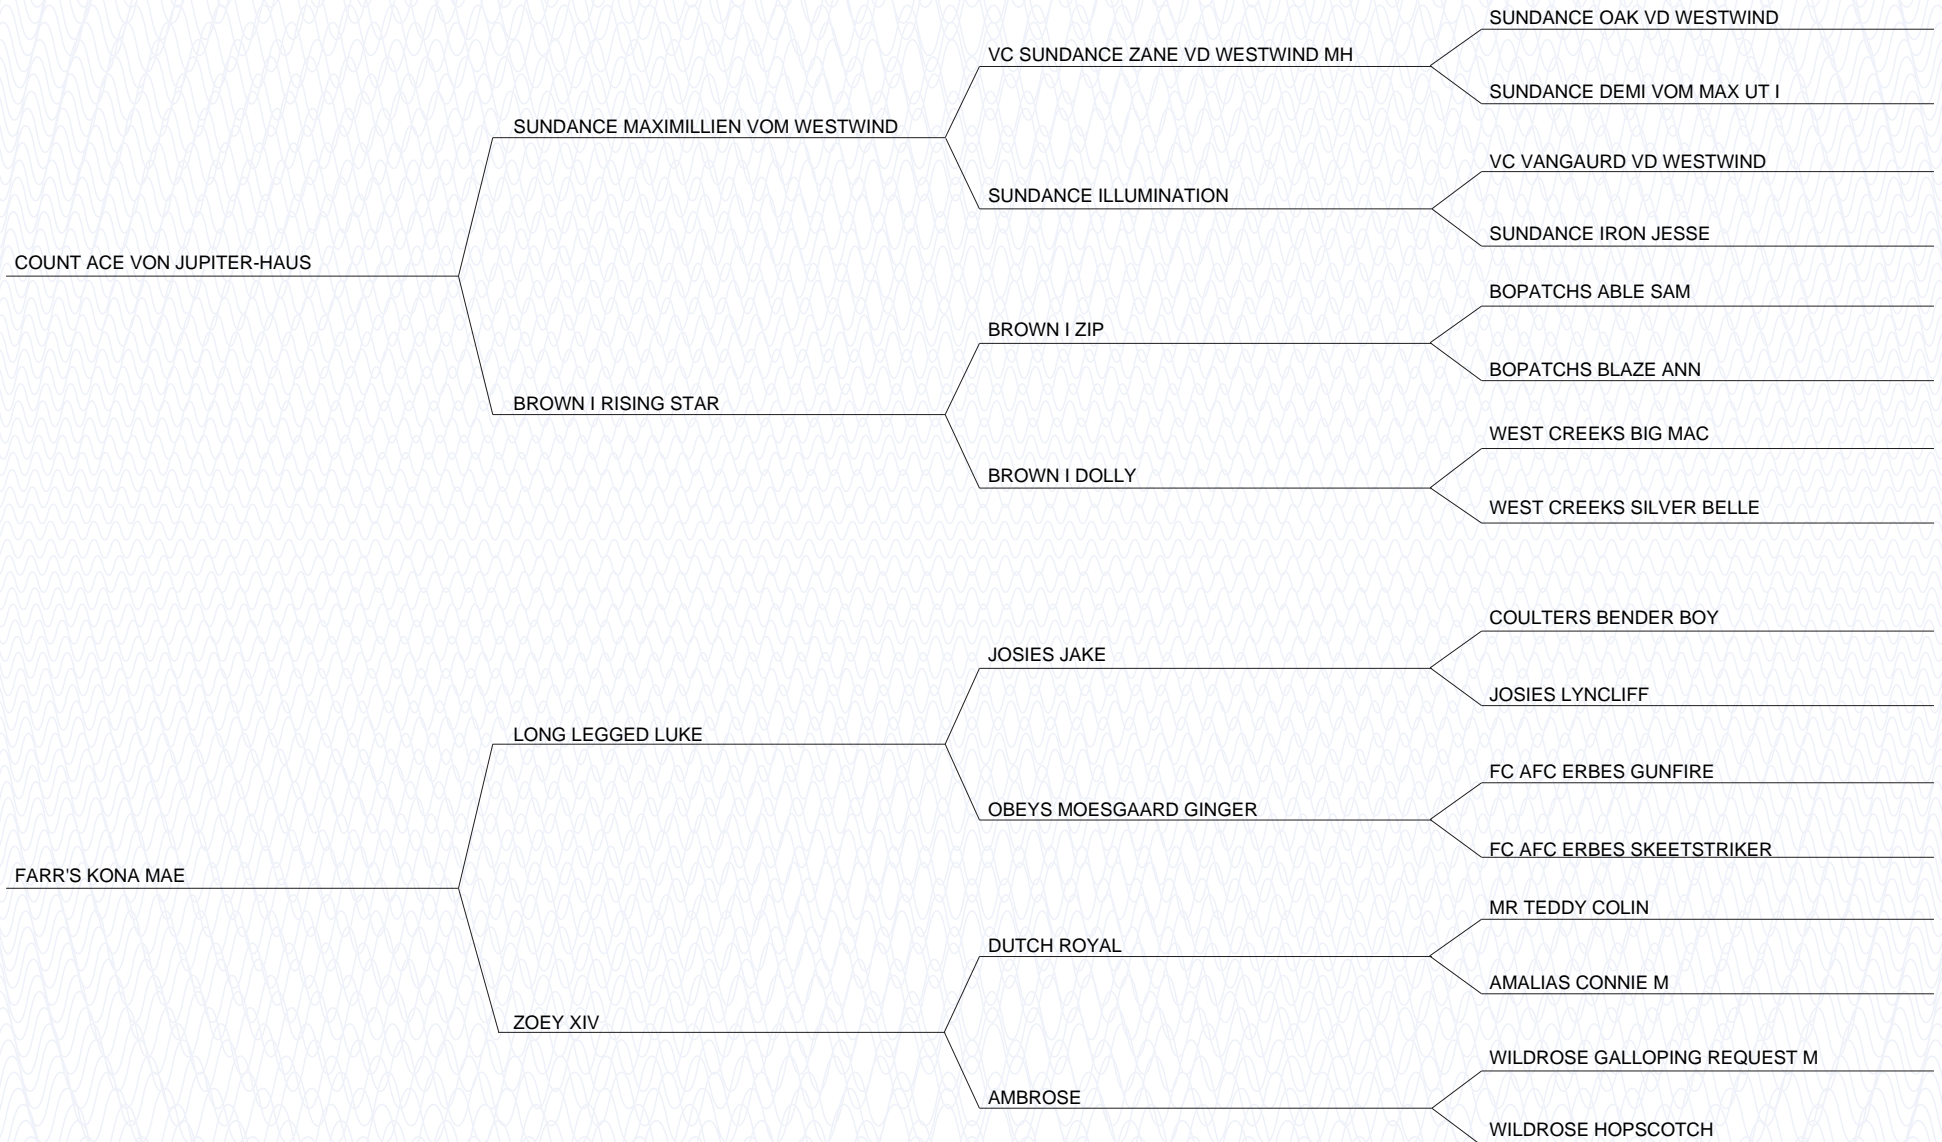 SUNDANCE OAK VD WESTWIND
VC SUNDANCE ZANE VD WESTWIND MH
SUNDANCE DEMI VOM MAX UT I
SUNDANCE MAXIMILLIEN VOM WESTWIND
VC VANGAURD VD WESTWIND
SUNDANCE ILLUMINATION
SUNDANCE IRON JESSE
COUNT ACE VON JUPITER-HAUS
BOPATCHS ABLE SAM
BROWN I ZIP
BOPATCHS BLAZE ANN
BROWN I RISING STAR
WEST CREEKS BIG MAC
BROWN I DOLLY
WEST CREEKS SILVER BELLE
COULTERS BENDER BOY
JOSIES JAKE
JOSIES LYNCLIFF
LONG LEGGED LUKE
FC AFC ERBES GUNFIRE
OBEYS MOESGAARD GINGER
FC AFC ERBES SKEETSTRIKER
FARR'S KONA MAE
MR TEDDY COLIN
DUTCH ROYAL
AMALIAS CONNIE M
ZOEY XIV
WILDROSE GALLOPING REQUEST M
AMBROSE
WILDROSE HOPSCOTCH